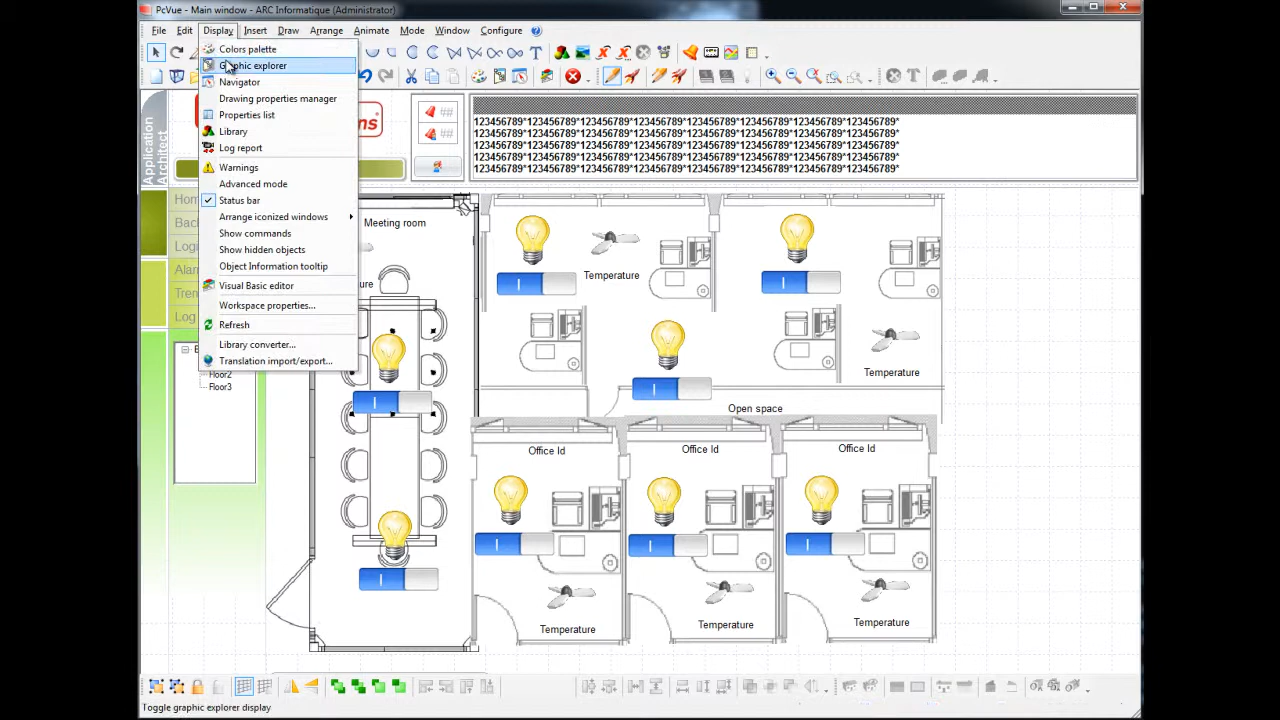 PcVue - Main window - ARC Informatique (Administrator)
File Edit Display Insert Draw Arrange Animate Mode Window Configure
Colors palette
Graphic explorer
Navigator
Drawing properties manager
Properties list
Library
Log report
Warnings
Advanced mode
Status bar
Arrange iconized windows
Show commands
Show hidden objects
Object Information tooltip
Visual Basic editor
Workspace properties...
Refresh
Library converter...
Translation import/export...
Application Architect
##
##
123456789*123456789*123456789*123456789*123456789*123456789*123456789*123456789*
123456789*123456789*123456789*123456789*123456789*123456789*123456789*123456789*
123456789*123456789*123456789*123456789*123456789*123456789*123456789*123456789*
123456789*123456789*123456789*123456789*123456789*123456789*123456789*123456789*
123456789*123456789*123456789*123456789*123456789*123456789*123456789*123456789*
Floor2
Floor3
Meeting room
Temperature
Temperature
Open space
Office Id
Office Id
Office Id
Temperature
Temperature
Temperature
Toggle graphic explorer display